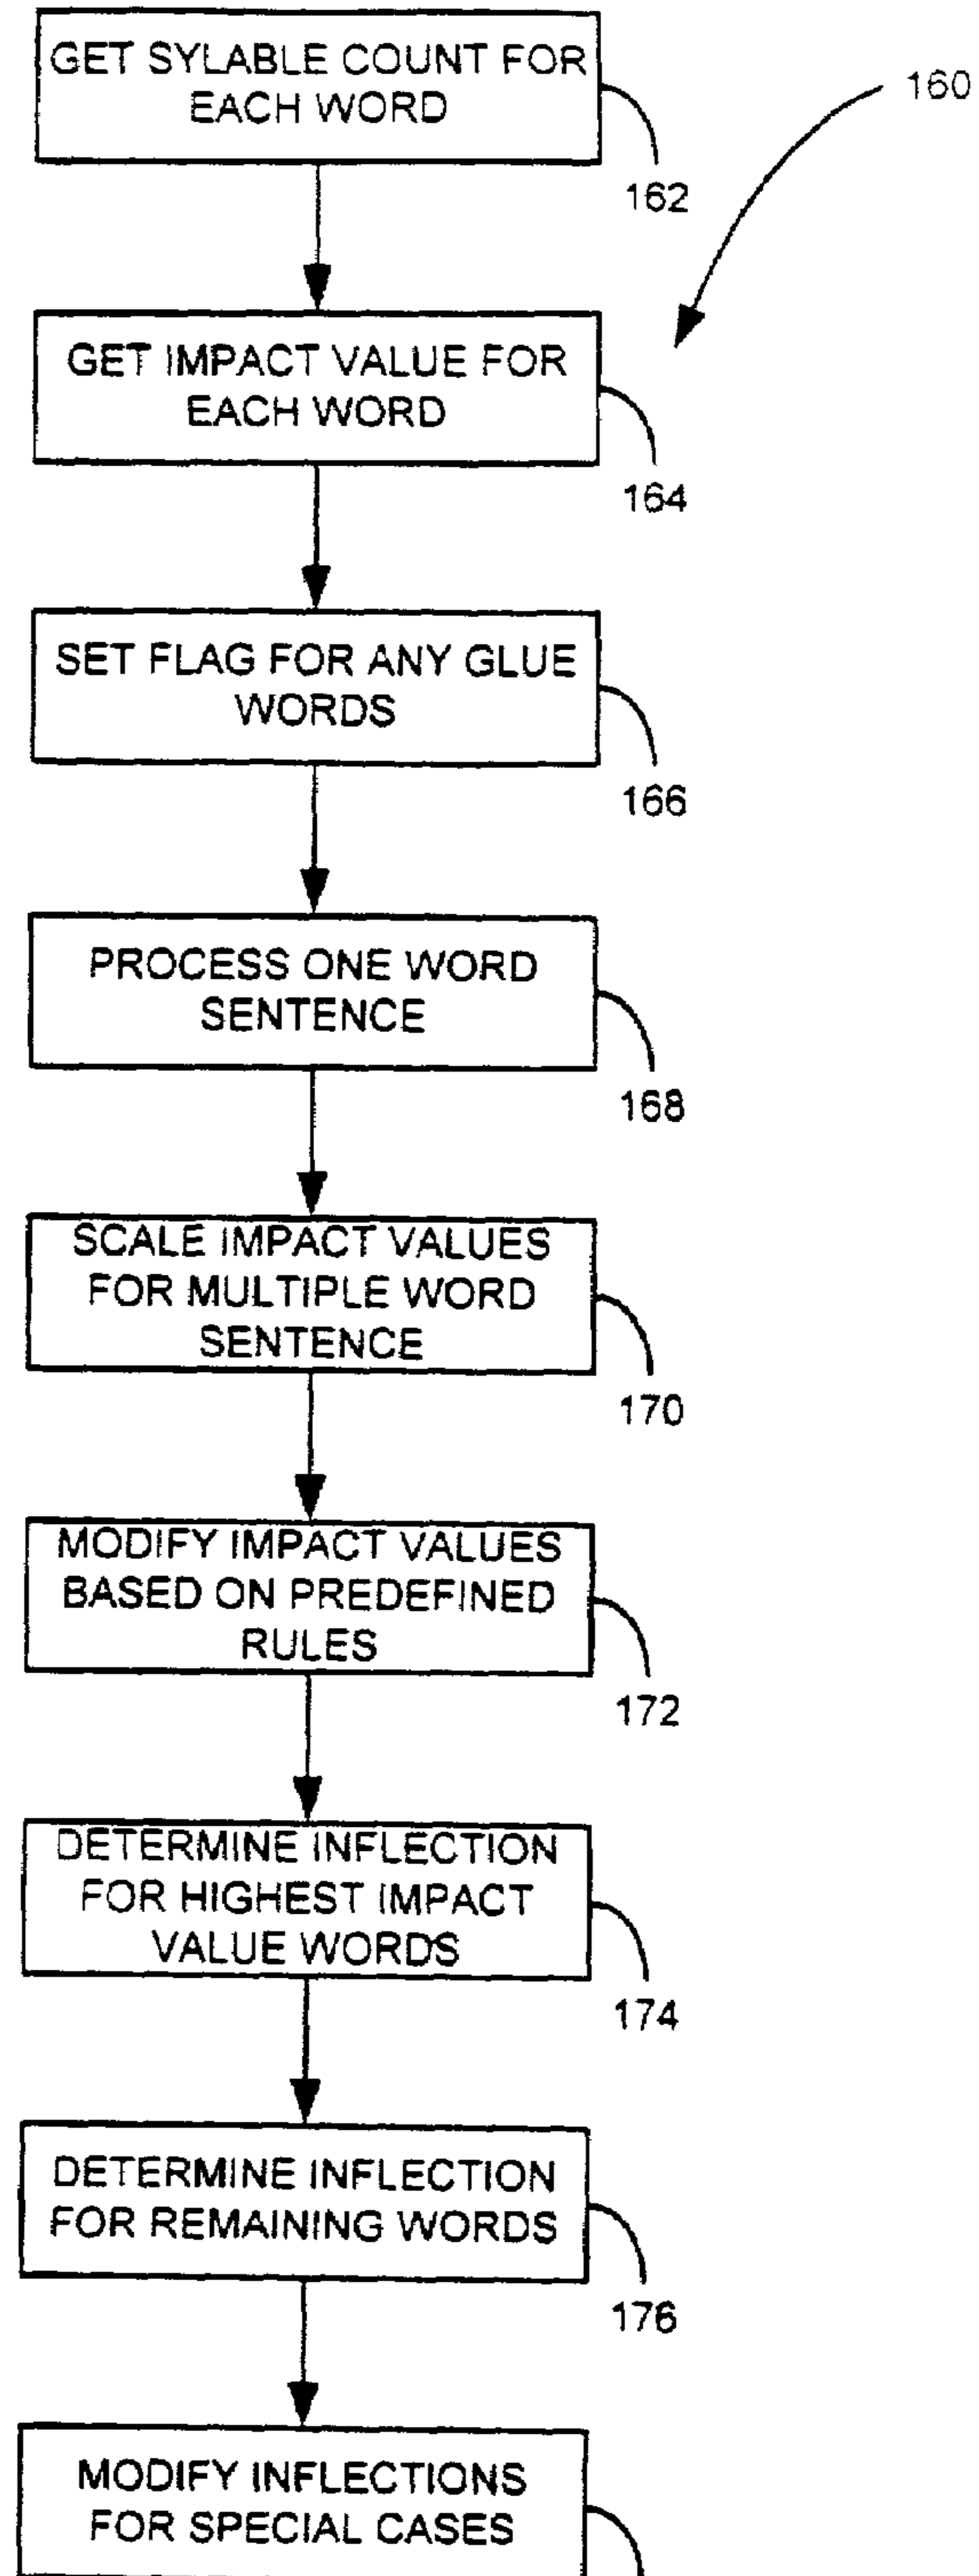 GET SYLABLE COUNT FOR
EACH WORD
160
162
GET IMPACT VALUE FOR
EACH WORD
164
SET FLAG FOR ANY GLUE
WORDS
166
PROCESS ONE WORD
SENTENCE
168
SCALE IMPACT VALUES
FOR MULTIPLE WORD
SENTENCE
170
MODIFY IMPACT VALUES
BASED ON PREDEFINED
RULES
172
DETERMINE INFLECTION
FOR HIGHEST IMPACT
VALUE WORDS
174
DETERMINE INFLECTION
FOR REMAINING WORDS
176
MODIFY INFLECTIONS
FOR SPECIAL CASES